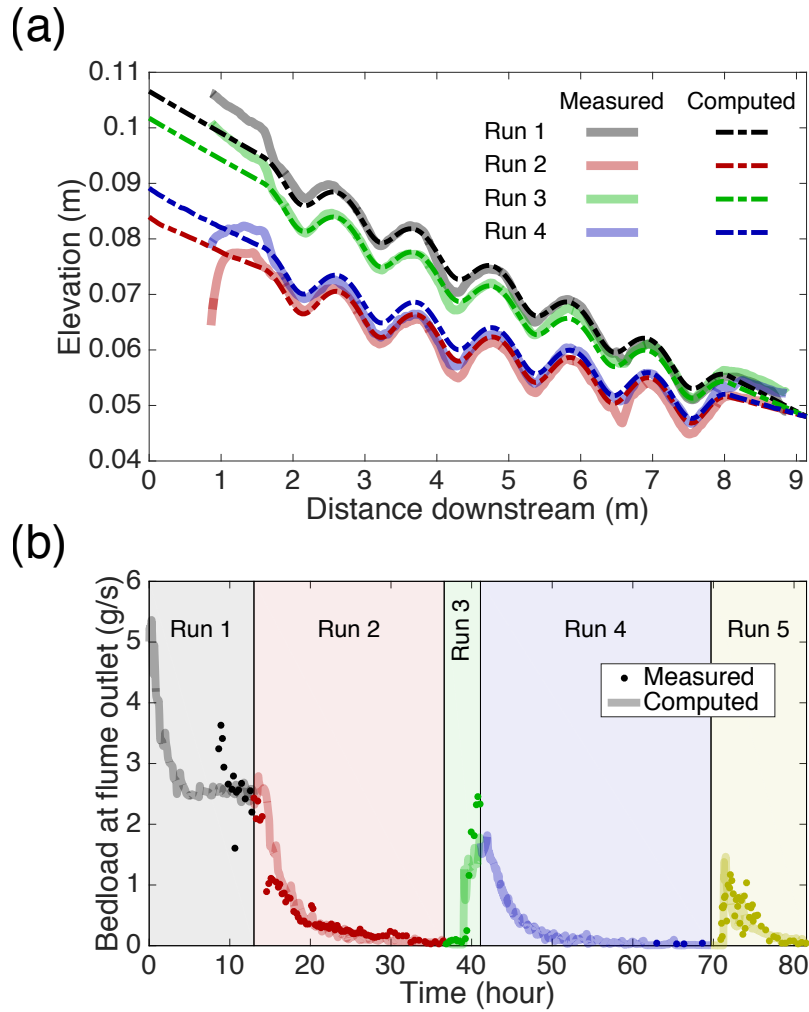 (a)
0.11
0.1
0.09
0.08
0.07
0.06
0.05
0.04
Elevation (m)
0 1 2 3 4 5 6 7 8 9
Distance downstream (m)
Measured Computed
Run 1
Run 2
Run 3
Run 4
(b)
6
5
4
3
2
1
0
Bedload at flume outlet (g/s)
Run 1 Run 2 Run 3 Run 4 Run 5
Measured
Computed
0 10 20 30 40 50 60 70 80
Time (hour)